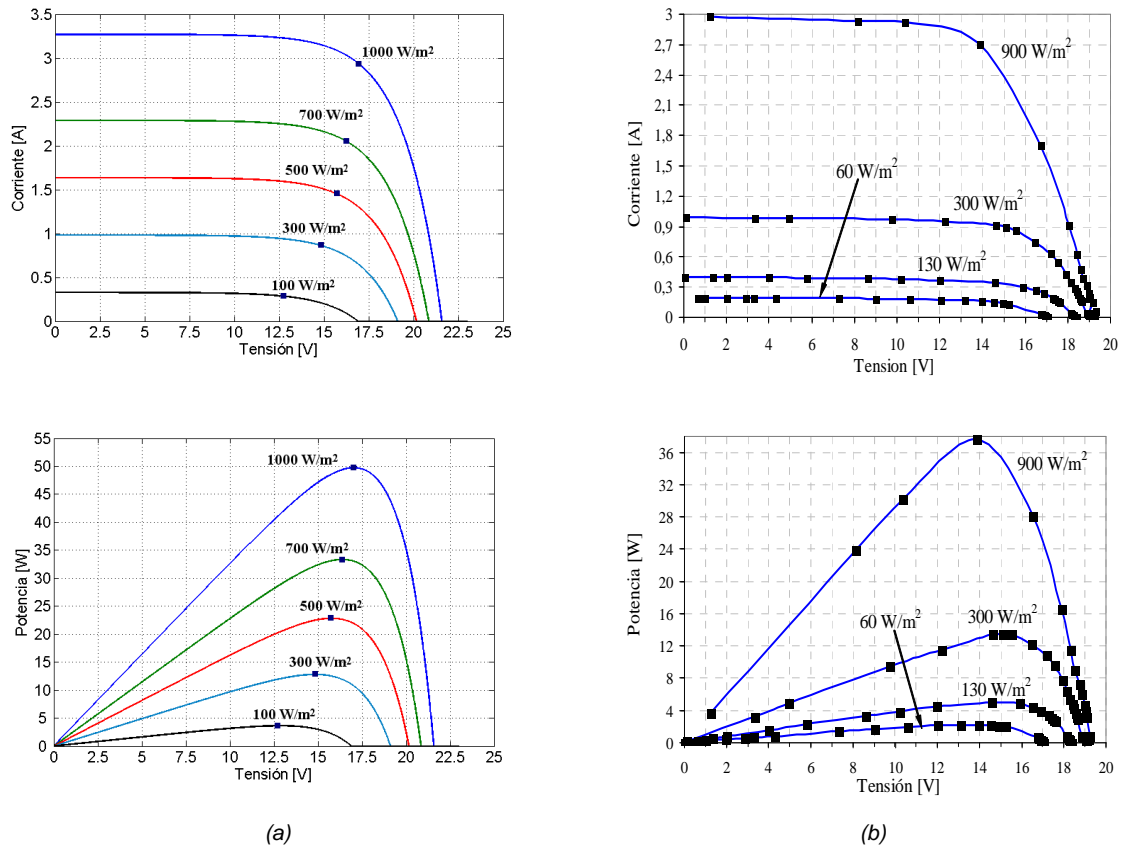 3.5
3
2.5
2
1.5
1
0.5
0
Corriente [A]
1000 W/m²
700 W/m²
500 W/m²
300 W/m²
100 W/m²
0 2.5 5 7.5 10 12.5 15 17.5 20 22.5 25
Tensión [V]
3
2,7
2,4
2,1
1,8
1,5
1,2
0,9
0,6
0,3
0
Corriente [A]
900 W/m²
60 W/m²
300 W/m²
130 W/m²
0 2 4 6 8 10 12 14 16 18 20
Tension [V]
55
50
45
40
35
30
25
20
15
10
5
0
Potencia [W]
1000 W/m²
700 W/m²
500 W/m²
300 W/m²
100 W/m²
0 2.5 5 7.5 10 12.5 15 17.5 20 22.5 25
Tensión [V]
36
32
28
24
20
16
12
8
4
0
Potencia [W]
900 W/m²
60 W/m²
300 W/m²
130 W/m²
0 2 4 6 8 10 12 14 16 18 20
Tensión [V]
(a)
(b)